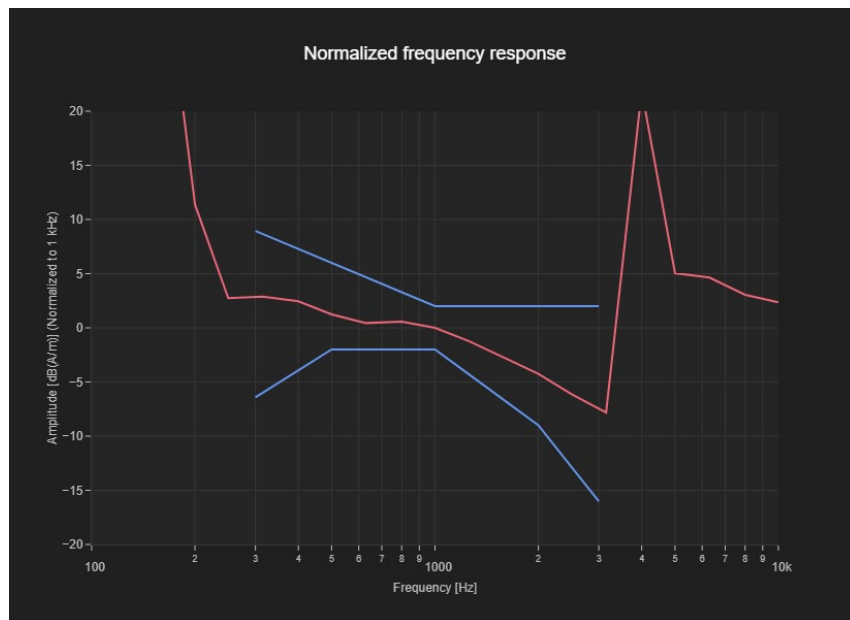 Normalized frequency response
20
15
10
5
0
−5
−10
−15
−20
Amplitude [dB(A/m)] (Normalized to 1 kHz)
100 2 3 4 5 6 7 8 9 1000 2 3 4 5 6 7 8 9 10k
Frequency [Hz]